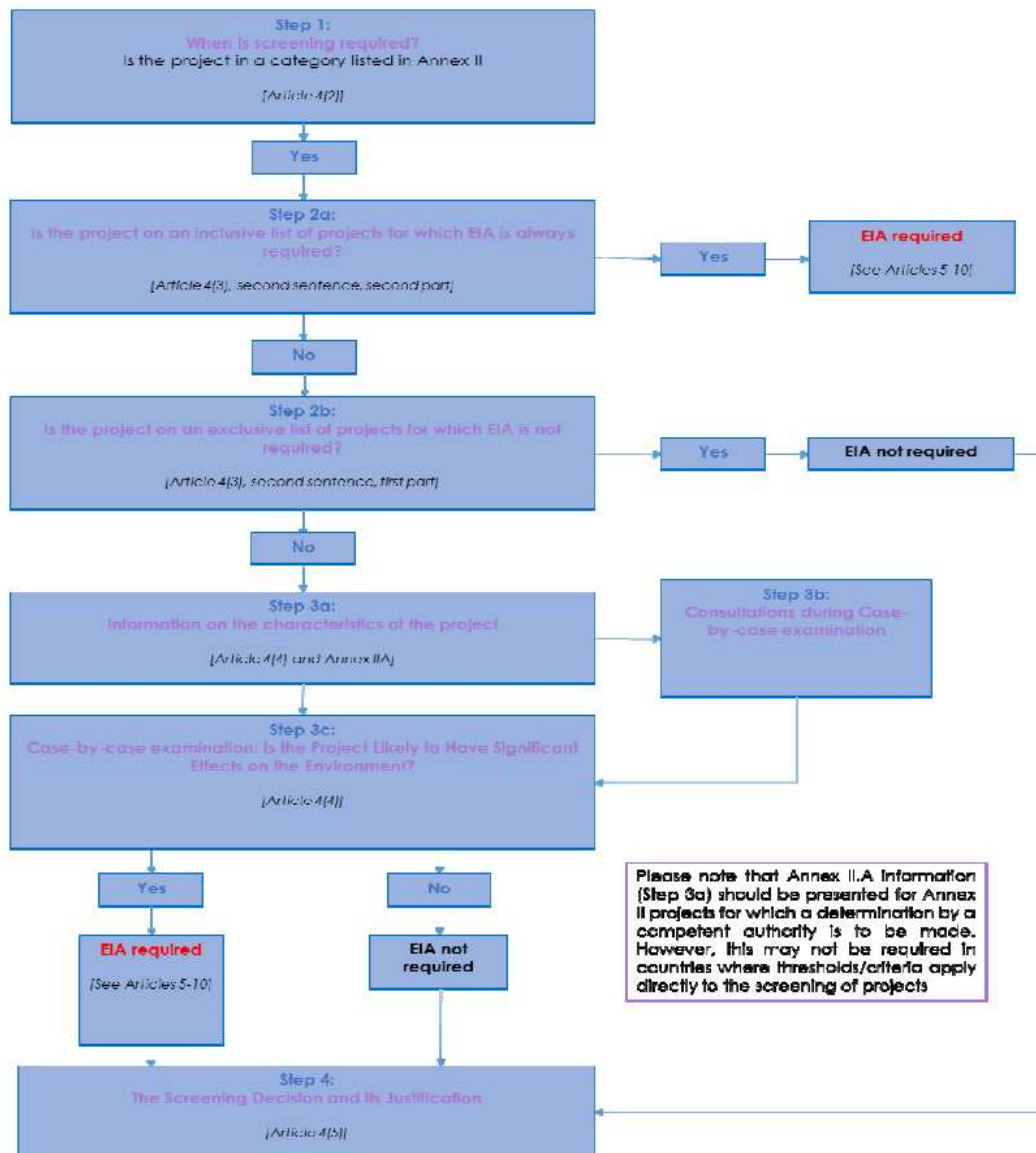 Step 1:
When is screening required?
Is the project in a category listed in Annex II
[Article 4(2)]
Yes
Step 2a:
Is the project on an inclusive list of projects for which EIA is always
required?
[Article 4(3), second sentence, second part]
Yes
EIA required
[See Articles 5-10]
No
Step 2b:
Is the project on an exclusive list of projects for which EIA is not
required?
[Article 4(3), second sentence, first part]
Yes
EIA not required
No
Step 3a:
Information on the characteristics of the project
[Article 4(4) and Annex IIA]
Step 3b:
Consultations during Case-
by-case examination
Step 3c:
Case-by-case examination: Is the Project Likely to Have Significant
Effects on the Environment?
[Article 4(4)]
Yes
No
EIA required
[See Articles 5-10]
EIA not
required
Please note that Annex II.A information
(Step 3a) should be presented for Annex
II projects for which a determination by a
competent authority is to be made.
However, this may not be required in
countries where thresholds/criteria apply
directly to the screening of projects
Step 4:
The Screening Decision and Its Justification
[Article 4(5)]